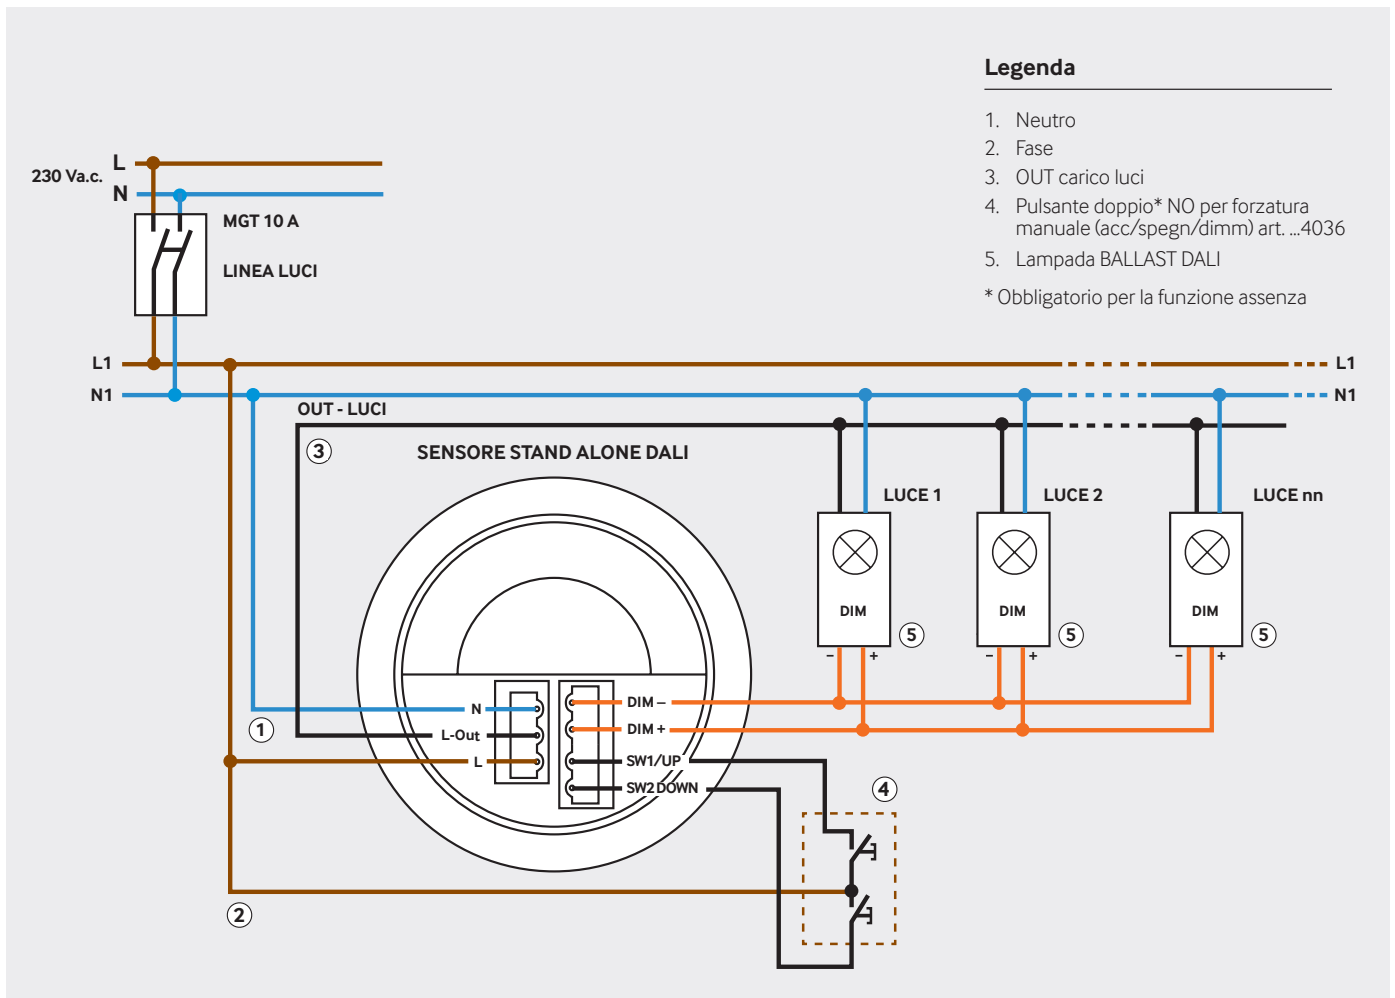 Legenda
1. Neutro
2. Fase
3. OUT carico luci
4. Pulsante doppio* NO per forzatura
manuale (acc/spegn/dimm) art. ...4036
5. Lampada BALLAST DALI
* Obbligatorio per la funzione assenza
L
230 Va.c.
N
MGT 10 A
LINEA LUCI
L1
L1
N1
N1
OUT - LUCI
3
SENSORE STAND ALONE DALI
LUCE 1
LUCE 2
LUCE nn
DIM
DIM
DIM
5
5
5
– +
– +
– +
N
DIM –
1
L-Out
DIM +
L
SW1/UP
SW2 DOWN
4
2